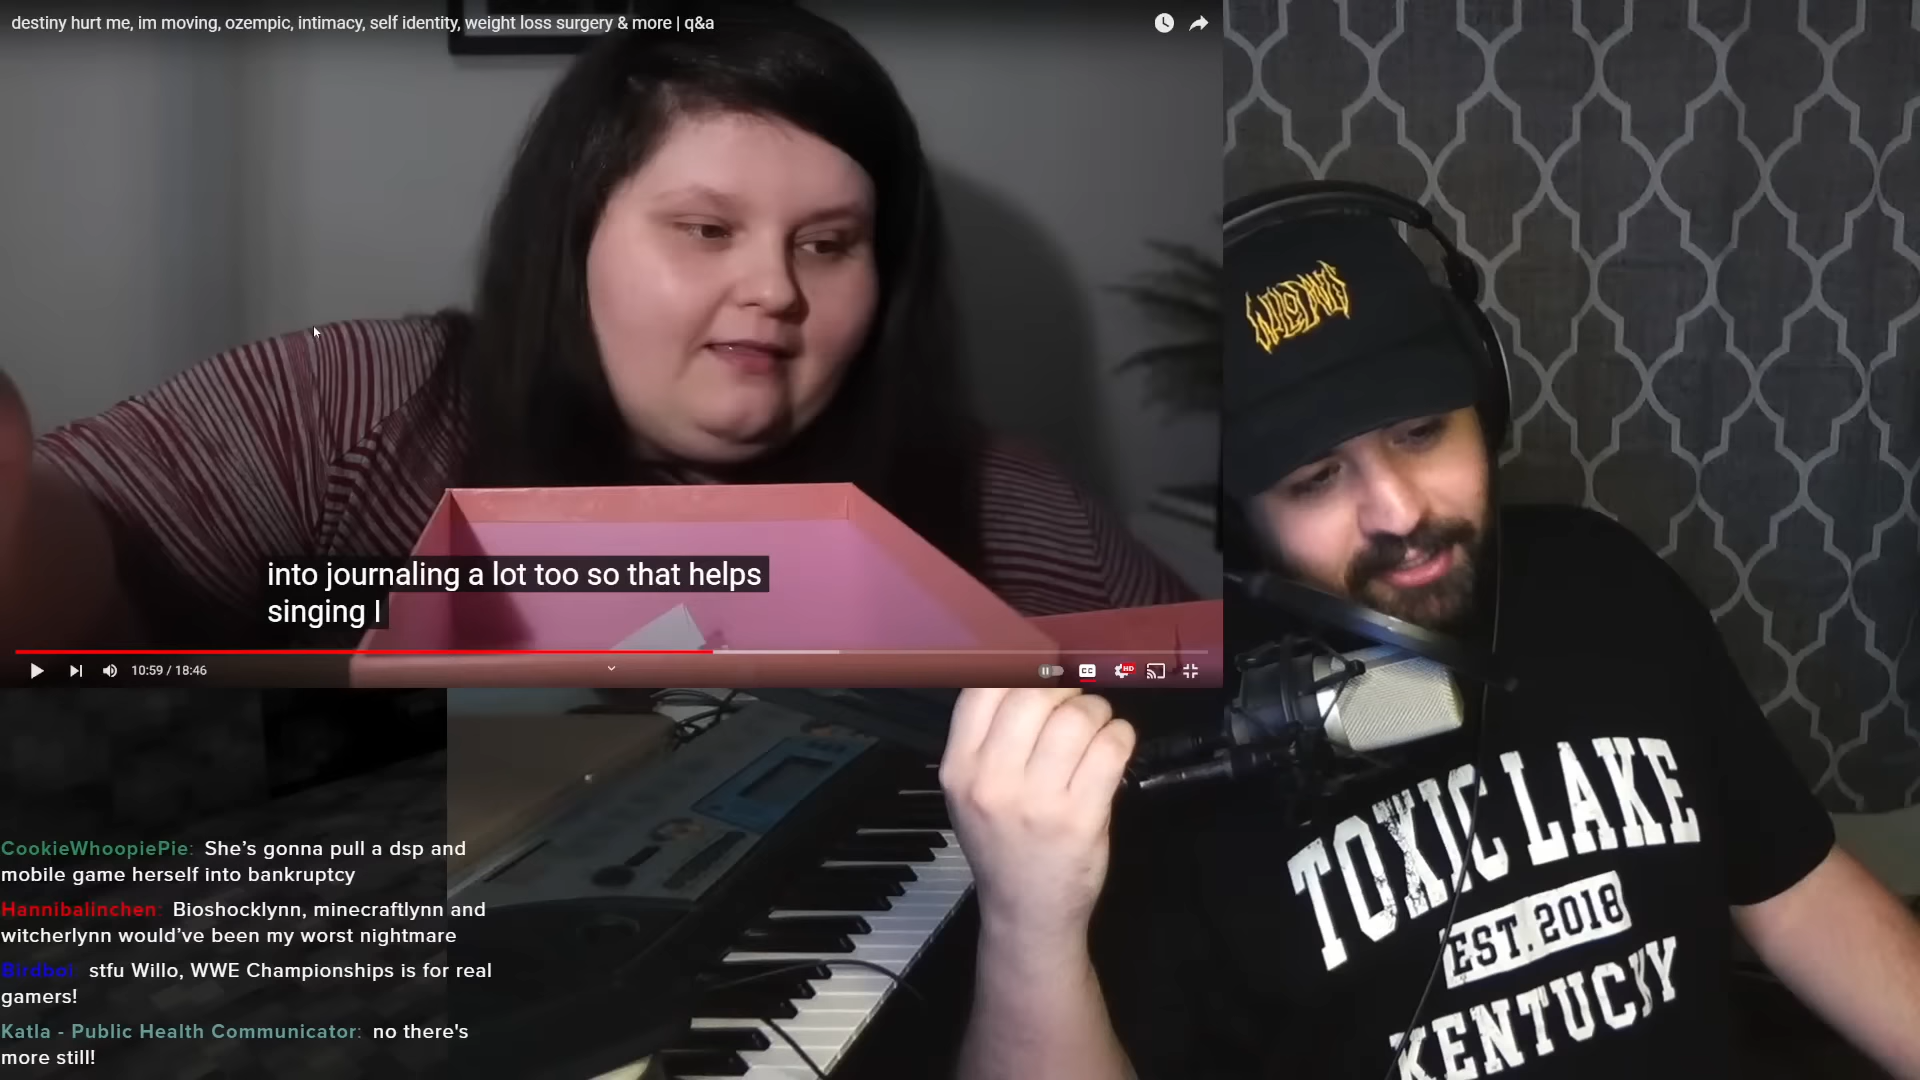 destiny hurt me, im moving, ozempic, intimacy, self identity, weight loss surgery & more | q&a
into journaling a lot too so that helps
singing I
10:59 / 18:46
CC
HD
CookieWhoopiePie: She's gonna pull a dsp and
mobile game herself into bankruptcy
Hannibalinchen: Bioshocklynn, minecraftlynn and
witcherlynn would've been my worst nightmare
stfu Willo, WWE Championships is for real
gamers!
Katla - Public Health Communicator: no there's
more still!
TOXIC LAKE
EST. 2018
KENTUCKY